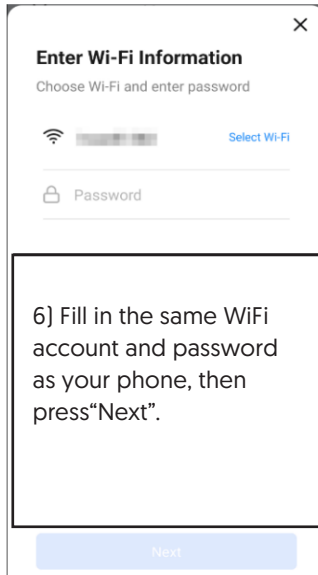 Enter Wi-Fi Information
Choose Wi-Fi and enter password
Select Wi-Fi
Password
6) Fill in the same WiFi
account and password
as your phone, then
press“Next”.
Next